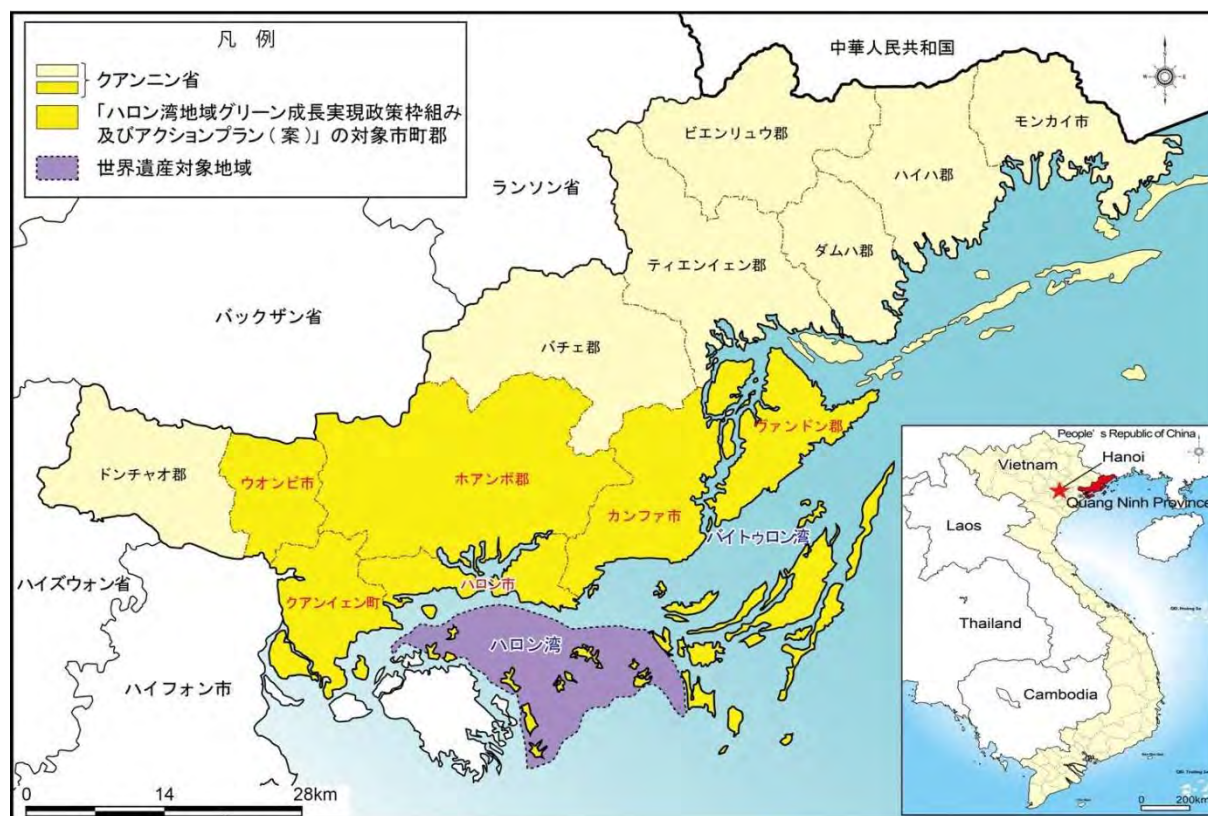 凡 例
クアンニン省
「ハロン湾地域グリーン成長実現政策枠組み
及びアクションプラン(案)」の対象市町郡
世界遺産対象地域
中華人民共和国
N
W
E
S
モンカイ市
ビエンリュウ郡
ハイハ郡
ランソン省
ダムハ郡
ティエンイェン郡
バックザン省
バチェ郡
ヴァンドン郡
ドンチャオ郡
ウオンビ市
ホアンボ郡
カンファ市
バイトゥロン湾
ハイズウォン省
クアンイェン町
ハロン市
ハロン湾
ハイフォン市
0 14 28km
People's Republic of China
Vietnam
Hanoi
Quang Ninh Province
Laos
Thailand
Cambodia
0 200km